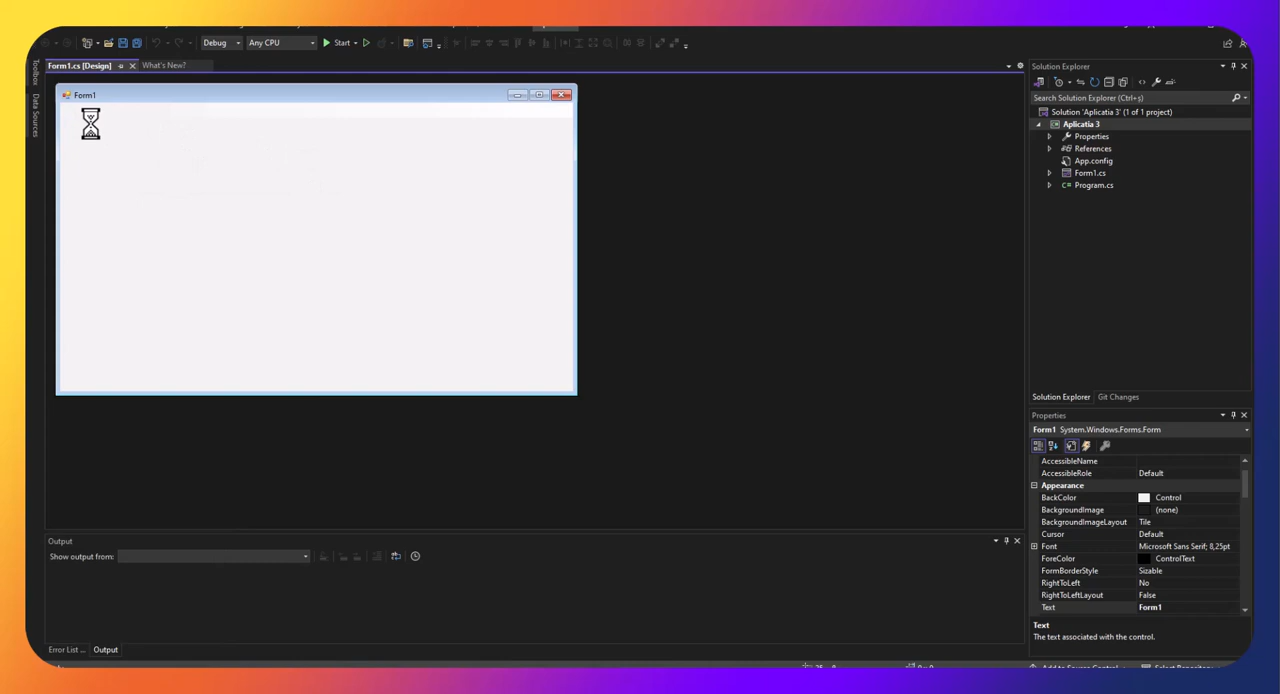 Debug
Any CPU
Start
Form1.cs [Design]
What's New?
Toolbox
Data Sources
Form1
Solution Explorer
Search Solution Explorer (Ctrl+ş)
Solution 'Aplicatia 3' (1 of 1 project)
Aplicatia 3
Properties
References
App.config
Form1.cs
C# Program.cs
Solution Explorer
Git Changes
Properties
Form1 System.Windows.Forms.Form
AccessibleName
AccessibleRole Default
Appearance
BackColor Control
BackgroundImage (none)
BackgroundImageLayout Tile
Cursor Default
Font Microsoft Sans Serif; 8,25pt
ForeColor ControlText
FormBorderStyle Sizable
RightToLeft No
RightToLeftLayout False
Text Form1
Text
The text associated with the control.
Output
Show output from:
Error List ...
Output